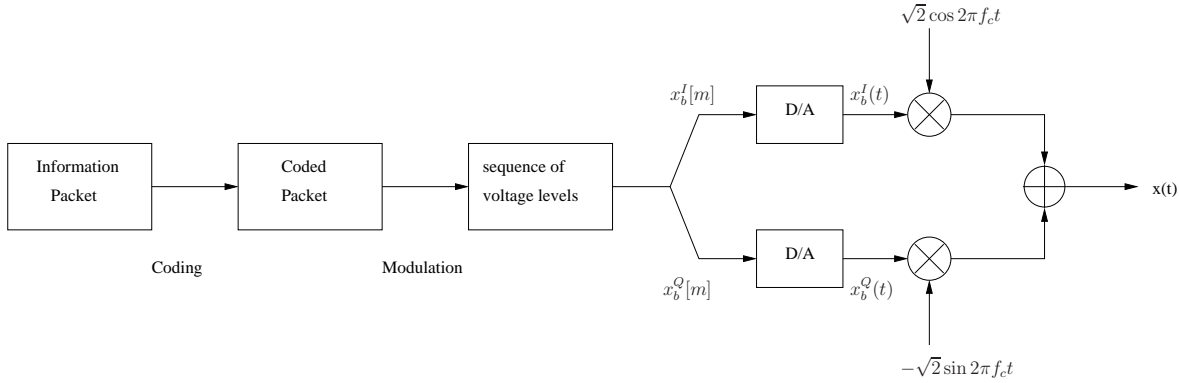 √2 cos 2πf_c t
x_b^I[m]
D/A
x_b^I(t)
Information
Packet
Coded
Packet
sequence of
voltage levels
x(t)
Coding
Modulation
x_b^Q[m]
D/A
x_b^Q(t)
−√2 sin 2πf_c t